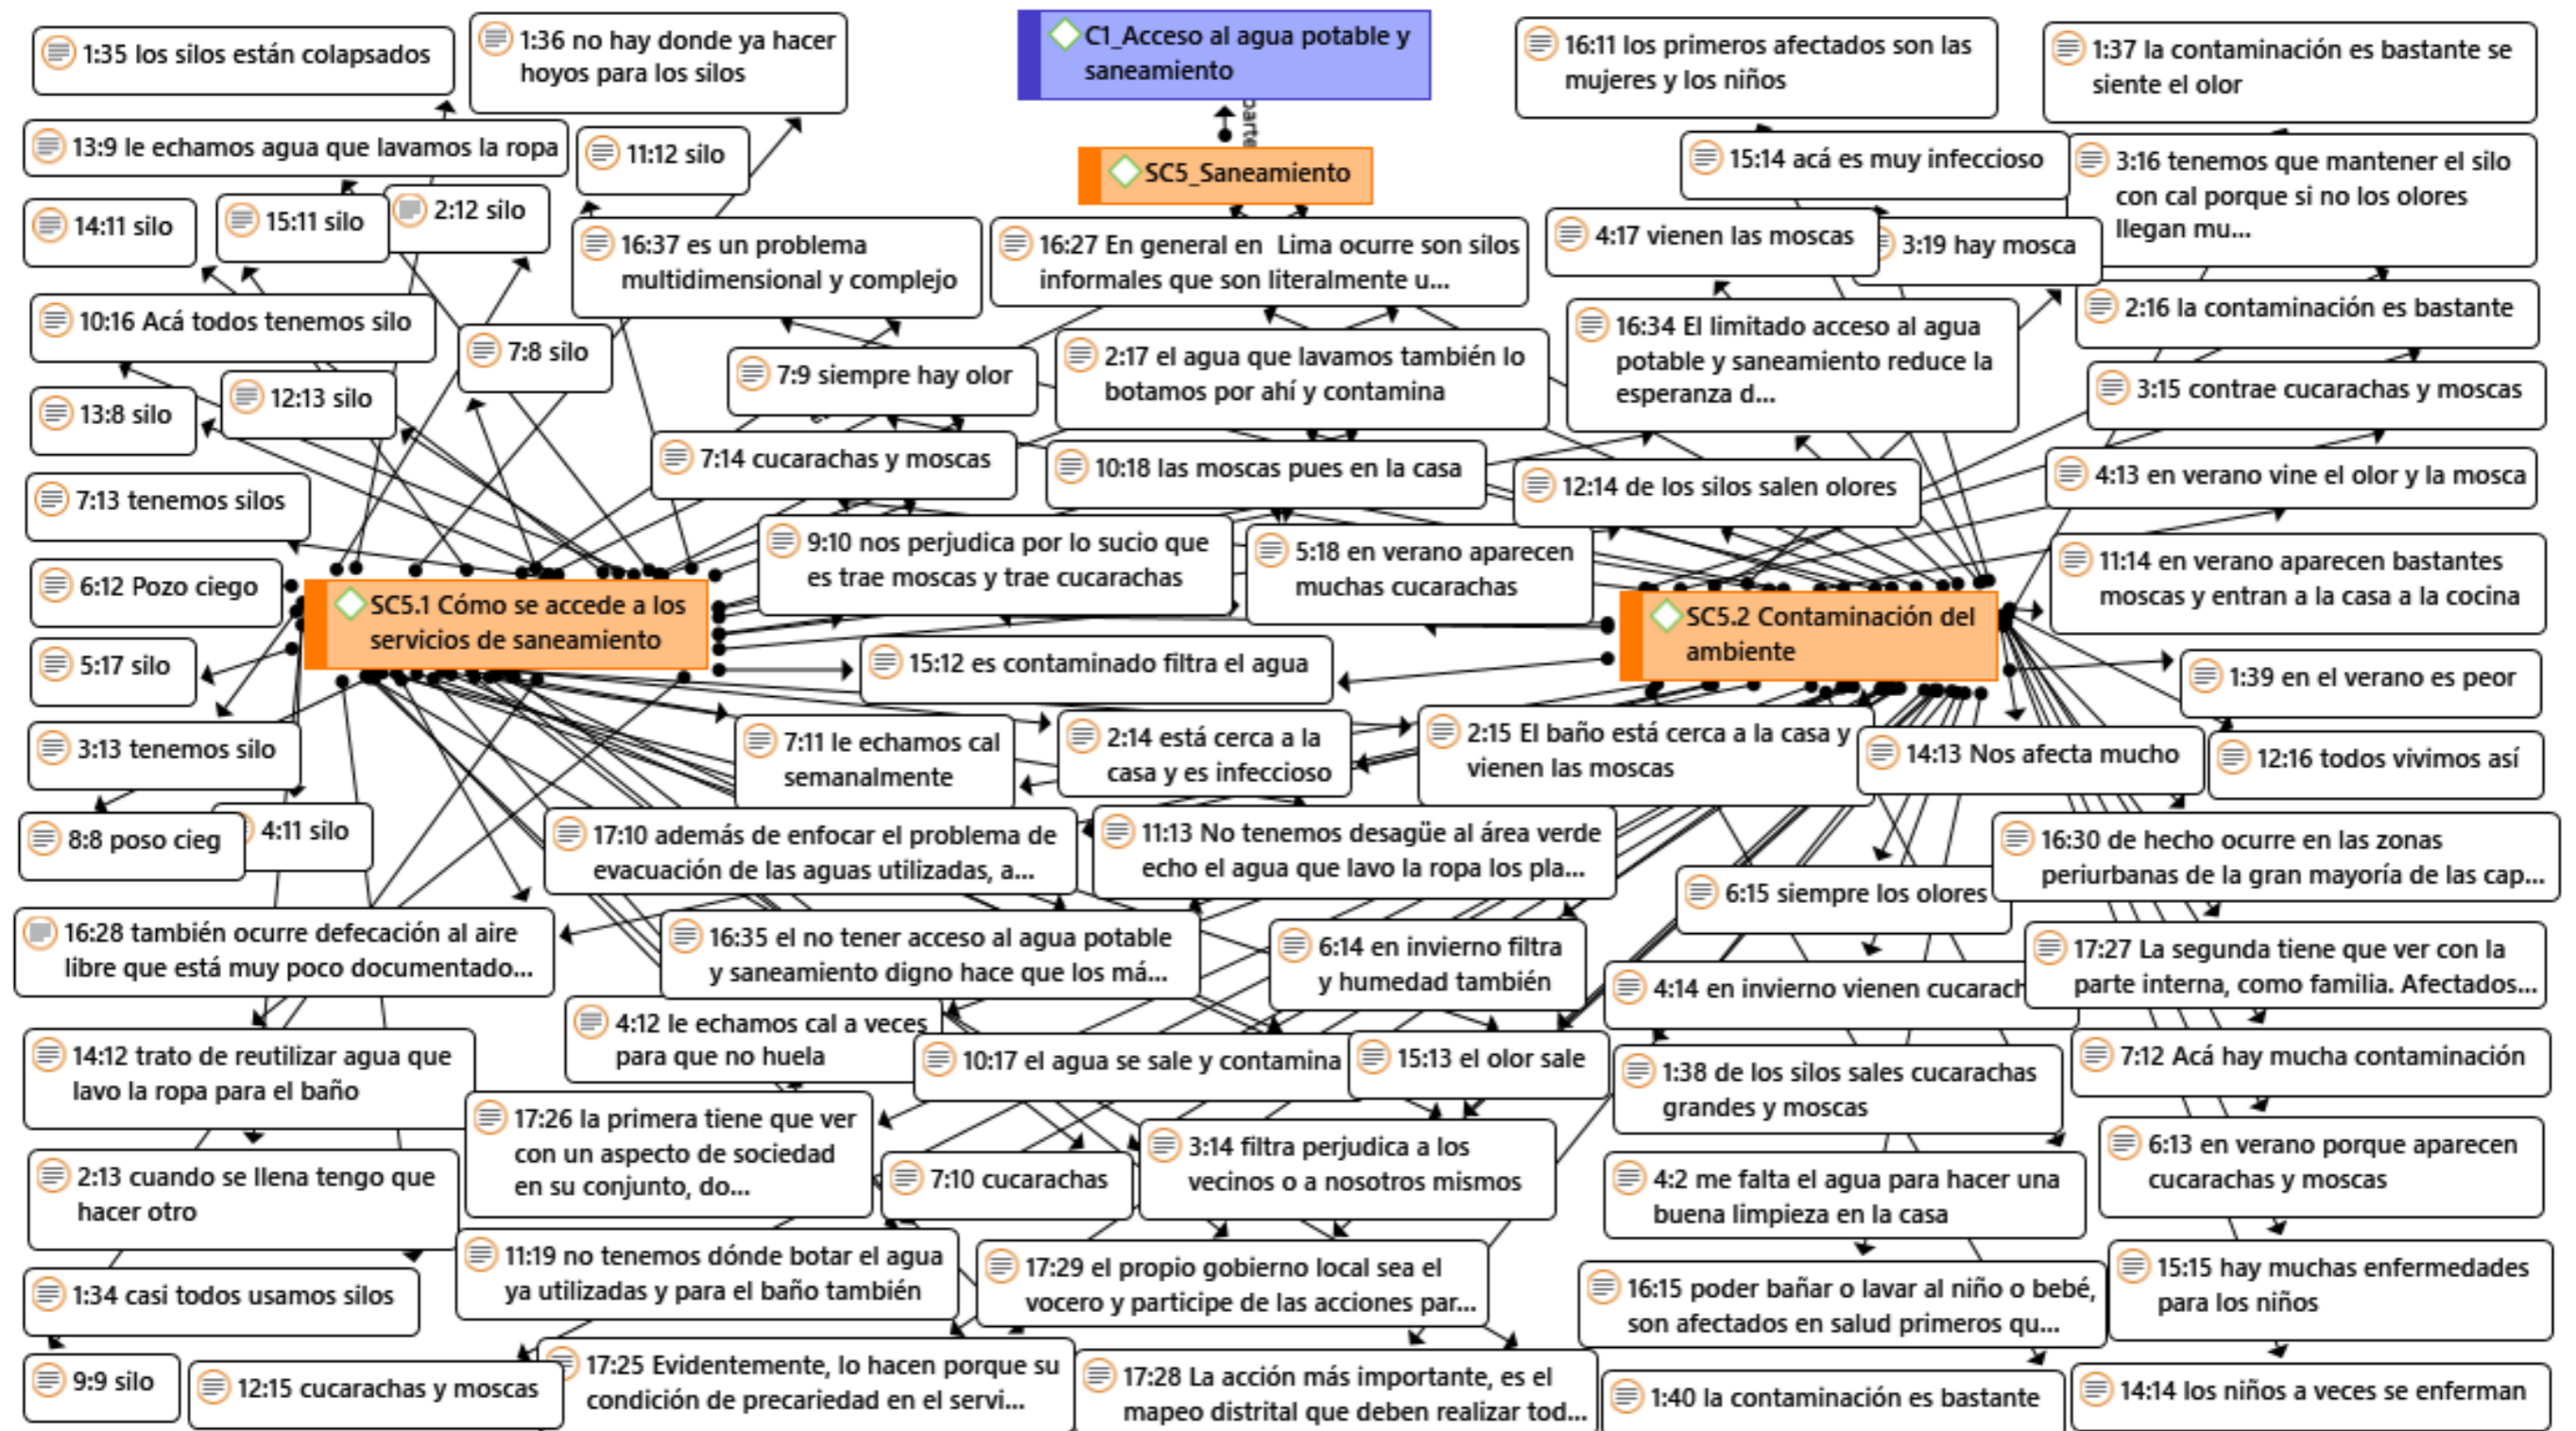 1:35 los silos están colapsados
1:36 no hay donde ya hacer
hoyos para los silos
C1_Acceso al agua potable y
saneamiento
parte
16:11 los primeros afectados son las
mujeres y los niños
1:37 la contaminación es bastante se
siente el olor
13:9 le echamos agua que lavamos la ropa
11:12 silo
SC5_Saneamiento
15:14 acá es muy infeccioso
3:16 tenemos que mantener el silo
con cal porque si no los olores
llegan mu...
14:11 silo
15:11 silo
2:12 silo
16:37 es un problema
multidimensional y complejo
16:27 En general en  Lima ocurre son silos
informales que son literalmente u...
4:17 vienen las moscas
3:19 hay mosca
10:16 Acá todos tenemos silo
7:8 silo
7:9 siempre hay olor
2:17 el agua que lavamos también lo
botamos por ahí y contamina
16:34 El limitado acceso al agua
potable y saneamiento reduce la
esperanza d...
2:16 la contaminación es bastante
13:8 silo
12:13 silo
3:15 contrae cucarachas y moscas
7:14 cucarachas y moscas
10:18 las moscas pues en la casa
12:14 de los silos salen olores
4:13 en verano vine el olor y la mosca
7:13 tenemos silos
9:10 nos perjudica por lo sucio que
es trae moscas y trae cucarachas
5:18 en verano aparecen
muchas cucarachas
11:14 en verano aparecen bastantes
moscas y entran a la casa a la cocina
6:12 Pozo ciego
SC5.1 Cómo se accede a los
servicios de saneamiento
SC5.2 Contaminación del
ambiente
5:17 silo
15:12 es contaminado filtra el agua
1:39 en el verano es peor
3:13 tenemos silo
7:11 le echamos cal
semanalmente
2:14 está cerca a la
casa y es infeccioso
2:15 El baño está cerca a la casa y
vienen las moscas
14:13 Nos afecta mucho
12:16 todos vivimos así
8:8 poso cieg
4:11 silo
17:10 además de enfocar el problema de
evacuación de las aguas utilizadas, a...
11:13 No tenemos desagüe al área verde
echo el agua que lavo la ropa los pla...
6:15 siempre los olores
16:30 de hecho ocurre en las zonas
periurbanas de la gran mayoría de las cap...
16:28 también ocurre defecación al aire
libre que está muy poco documentado...
16:35 el no tener acceso al agua potable
y saneamiento digno hace que los má...
6:14 en invierno filtra
y humedad también
4:14 en invierno vienen cucarach
17:27 La segunda tiene que ver con la
parte interna, como familia. Afectados...
14:12 trato de reutilizar agua que
lavo la ropa para el baño
4:12 le echamos cal a veces
para que no huela
10:17 el agua se sale y contamina
15:13 el olor sale
1:38 de los silos sales cucarachas
grandes y moscas
7:12 Acá hay mucha contaminación
17:26 la primera tiene que ver
con un aspecto de sociedad
en su conjunto, do...
3:14 filtra perjudica a los
vecinos o a nosotros mismos
6:13 en verano porque aparecen
cucarachas y moscas
2:13 cuando se llena tengo que
hacer otro
7:10 cucarachas
4:2 me falta el agua para hacer una
buena limpieza en la casa
11:19 no tenemos dónde botar el agua
ya utilizadas y para el baño también
17:29 el propio gobierno local sea el
vocero y participe de las acciones par...
16:15 poder bañar o lavar al niño o bebé,
son afectados en salud primeros qu...
15:15 hay muchas enfermedades
para los niños
1:34 casi todos usamos silos
9:9 silo
12:15 cucarachas y moscas
17:25 Evidentemente, lo hacen porque su
condición de precariedad en el servi...
17:28 La acción más importante, es el
mapeo distrital que deben realizar tod...
1:40 la contaminación es bastante
14:14 los niños a veces se enferman